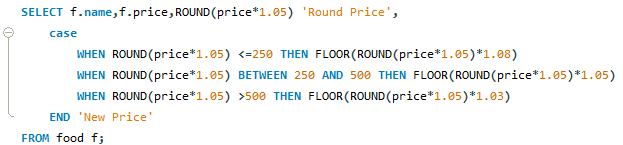 SELECT f.name,f.price,ROUND(price*1.05) 'Round Price',
case
WHEN ROUND(price*1.05) <=250 THEN FLOOR(ROUND(price*1.05)*1.08)
WHEN ROUND(price*1.05) BETWEEN 250 AND 500 THEN FLOOR(ROUND(price*1.05)*1.05)
WHEN ROUND(price*1.05) >500 THEN FLOOR(ROUND(price*1.05)*1.03)
END 'New Price'
FROM food f;